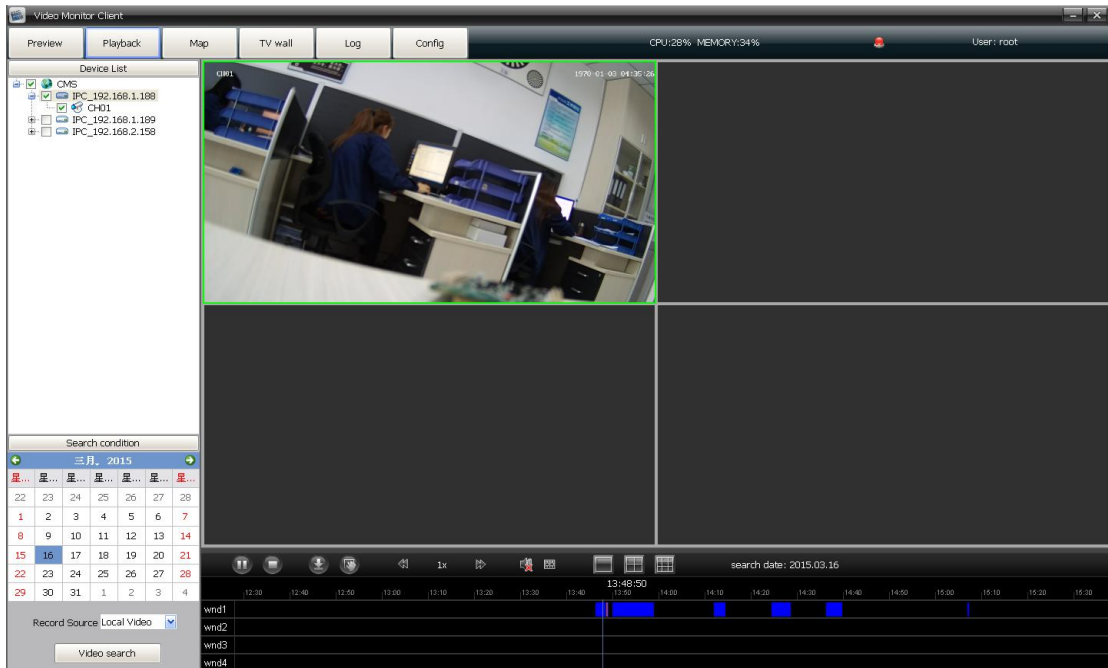 Video Monitor Client
Preview Playback Map TV wall Log Config CPU:28% MEMORY:34% User: root
Device List
CMS
IPC_192.168.1.188
CH01
IPC_192.168.1.189
IPC_192.168.2.158
CH01 1970-01-03 04:35:26
Search condition
三月, 2015
星... 星... 星... 星... 星... 星... 星...
22 23 24 25 26 27 28
1 2 3 4 5 6 7
8 9 10 11 12 13 14
15 16 17 18 19 20 21
22 23 24 25 26 27 28
29 30 31 1 2 3 4
Record Source Local Video
Video search
1x search date: 2015.03.16
13:48:50
12:30 12:40 12:50 13:00 13:10 13:20 13:30 13:40 13:50 14:00 14:10 14:20 14:30 14:40 14:50 15:00 15:10 15:20 15:30
wnd1
wnd2
wnd3
wnd4